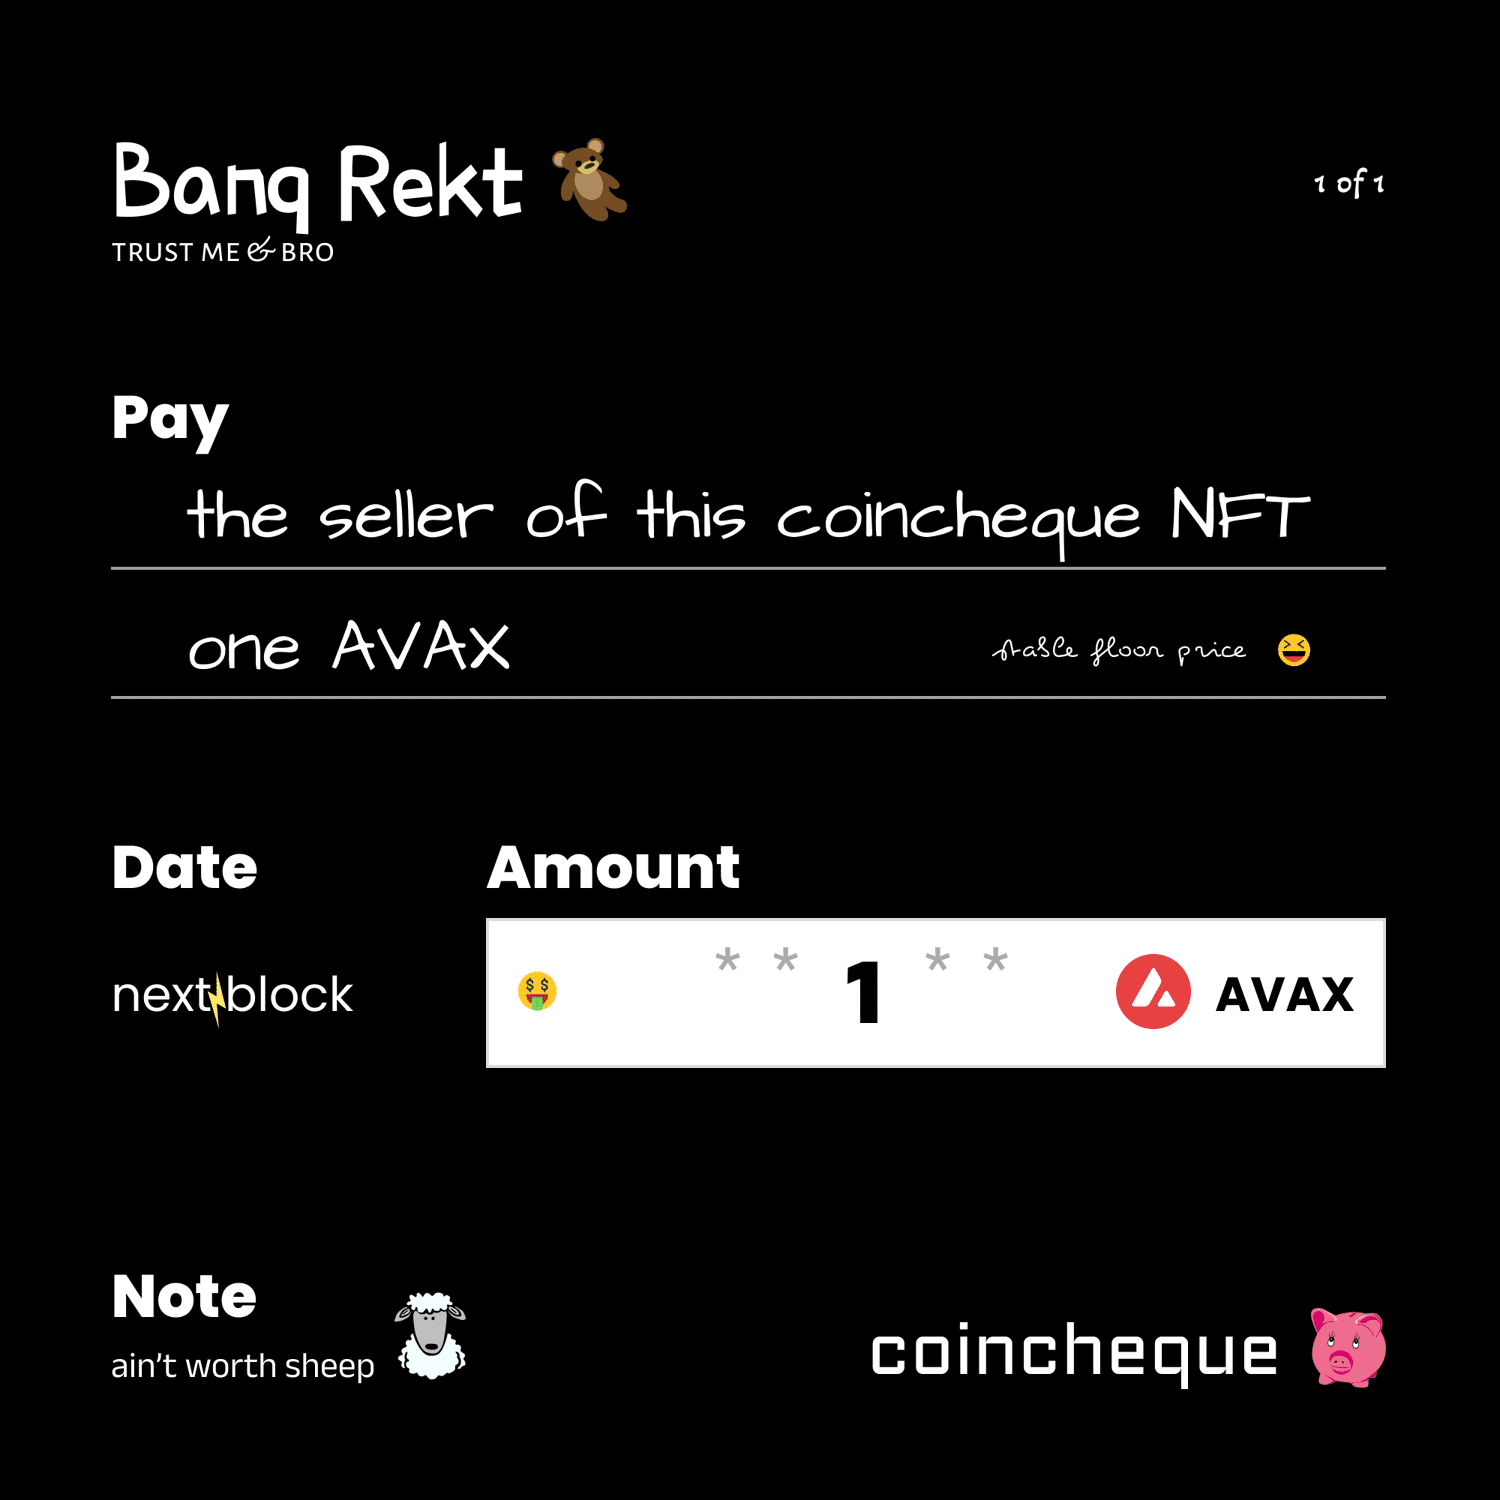 Banq Rekt
TRUST ME & BRO
1 of 1
Pay
the seller of this coincheque NFT
one AVAX
stable floor price
Date
Amount
next block
* * 1 * * AVAX
Note
ain't worth sheep
coincheque